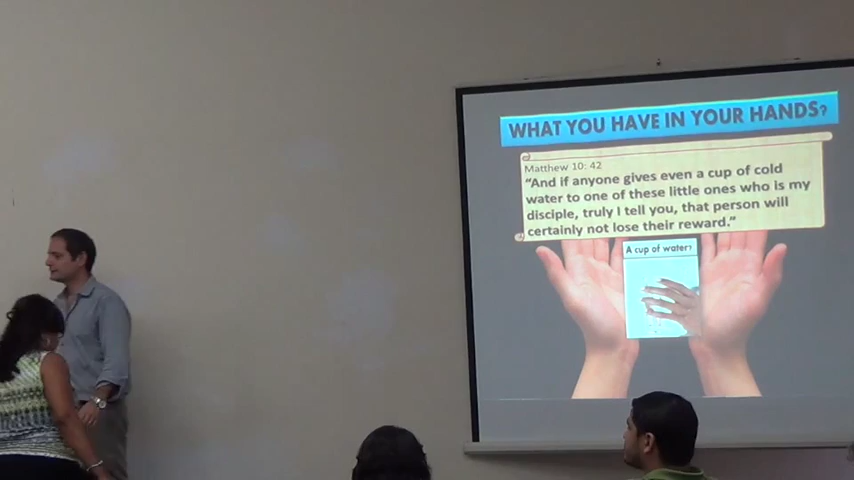 WHAT YOU HAVE IN YOUR HANDS?
Matthew 10: 42
“And if anyone gives even a cup of cold
water to one of these little ones who is my
disciple, truly I tell you, that person will
certainly not lose their reward.”
A cup of water?